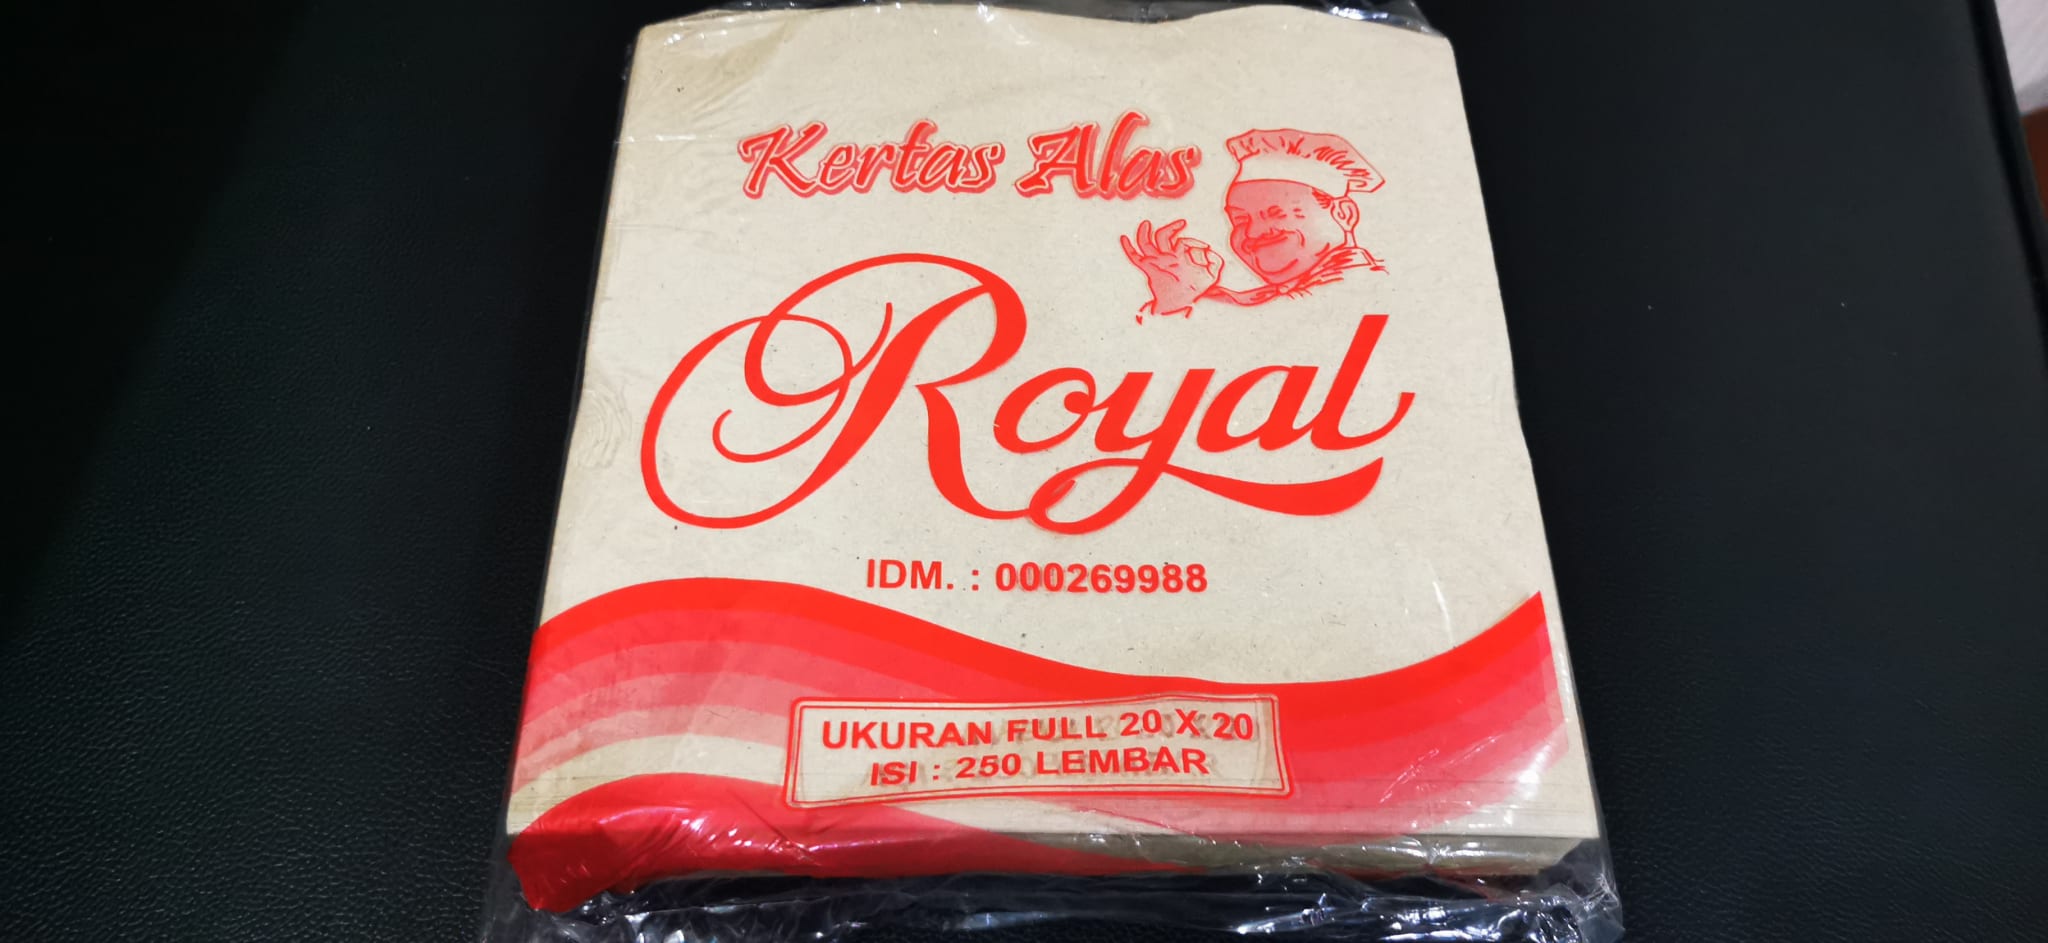 Kertas Alas
Royal
IDM. : 000269988
UKURAN FULL 20 X 20
ISI : 250 LEMBAR